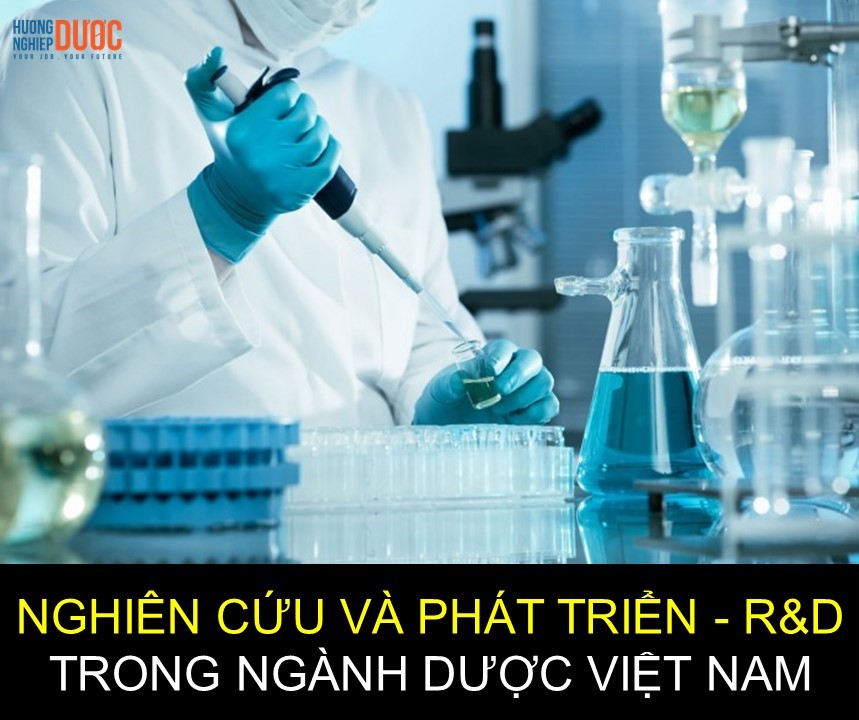 HUONG
NGHIEP DƯỢC
YOUR JOB . YOUR FUTURE
NGHIÊN CỨU VÀ PHÁT TRIỂN - R&D
TRONG NGÀNH DƯỢC VIỆT NAM